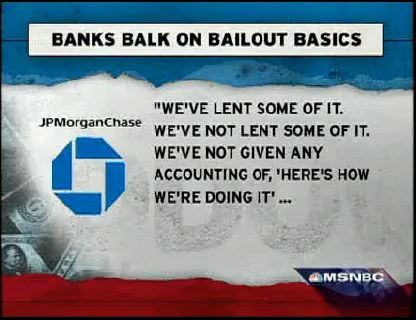 BANKS BALK ON BAILOUT BASICS
JPMorganChase
"WE'VE LENT SOME OF IT.
WE'VE NOT LENT SOME OF IT.
WE'VE NOT GIVEN ANY
ACCOUNTING OF, 'HERE'S HOW
WE'RE DOING IT' ...
MSNBC